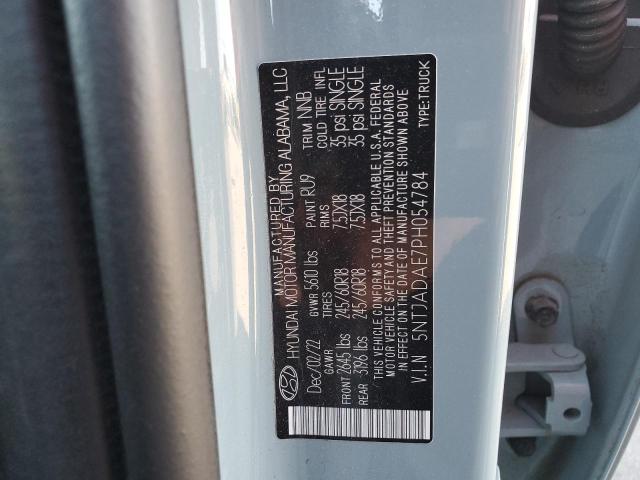 MANUFACTURED BY
HYUNDAI MOTOR MANUFACTURING ALABAMA, LLC
Dec/02/22 GVWR 5610 lbs PAINT RU9 TRIM NNB
GAWR TIRES RIMS COLD TIRE INFL
FRONT 2645 lbs 245/60R18 7.5JX18 35 psi SINGLE
REAR 3126 lbs 245/60R18 7.5JX18 35 psi SINGLE
THIS VEHICLE CONFORMS TO ALL APPLICABLE U.S.A. FEDERAL
MOTOR VEHICLE SAFETY AND THEFT PREVENTION STANDARDS
IN EFFECT ON THE DATE OF MANUFACTURE SHOWN ABOVE
V.I.N 5NTJADAE7PH054784 TYPE:TRUCK